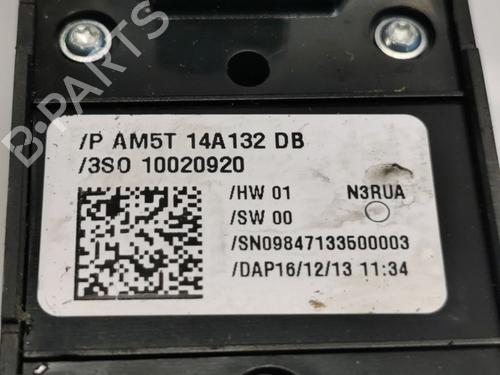 B-PARTS
/P AM5T 14A132 DB
/3S0 10020920
/HW 01 N3RUA
/SW 00
/SN09847133500003
/DAP16/12/13 11:34